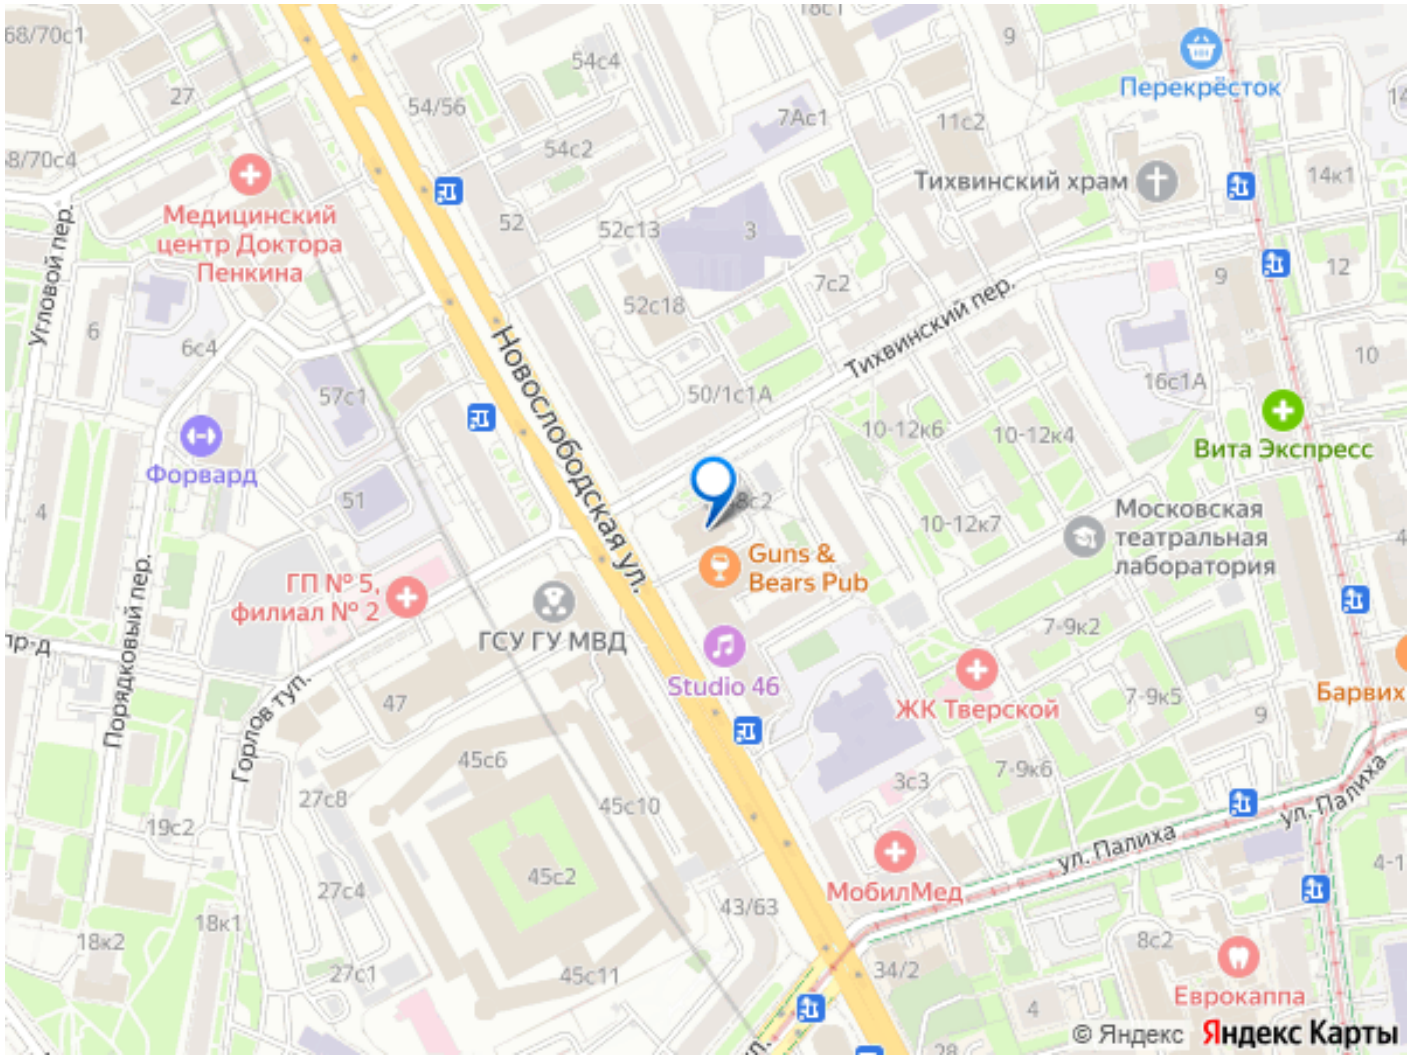 68/70с1
54с4
18с1
9
Перекрёсток
27
54/56
7Ас1
11с2
54с2
8/70с4
Медицинский
центр Доктора
Пенкина
Тихвинский храм
14к1
52
52с13
3
Угловой пер.
7с2
9
12
52с18
6
6с4
Новослободская ул.
Тихвинский пер.
10
57с1
50/1с1А
16с1А
Форвард
10-12к6
10-12к4
Вита Экспресс
4
51
8с2
10-12к7
Московская
театральная
лаборатория
Guns &
Bears Pub
ГП № 5,
филиал № 2
Порядковый пер.
ГСУ ГУ МВД
7-9к2
пр-д
Studio 46
ЖК Тверской
7-9к5
Барвих
Горлов туп.
47
9
45с6
3с3
7-9к6
27с8
45с10
ул. Палиха
ул. Палиха
19с2
МобилМед
4-1
45с2
27с4
43/63
18к1
18к2
8с2
27с1
45с11
34/2
Еврокаппа
4
28
ул.
© Яндекс
Яндекс Карты